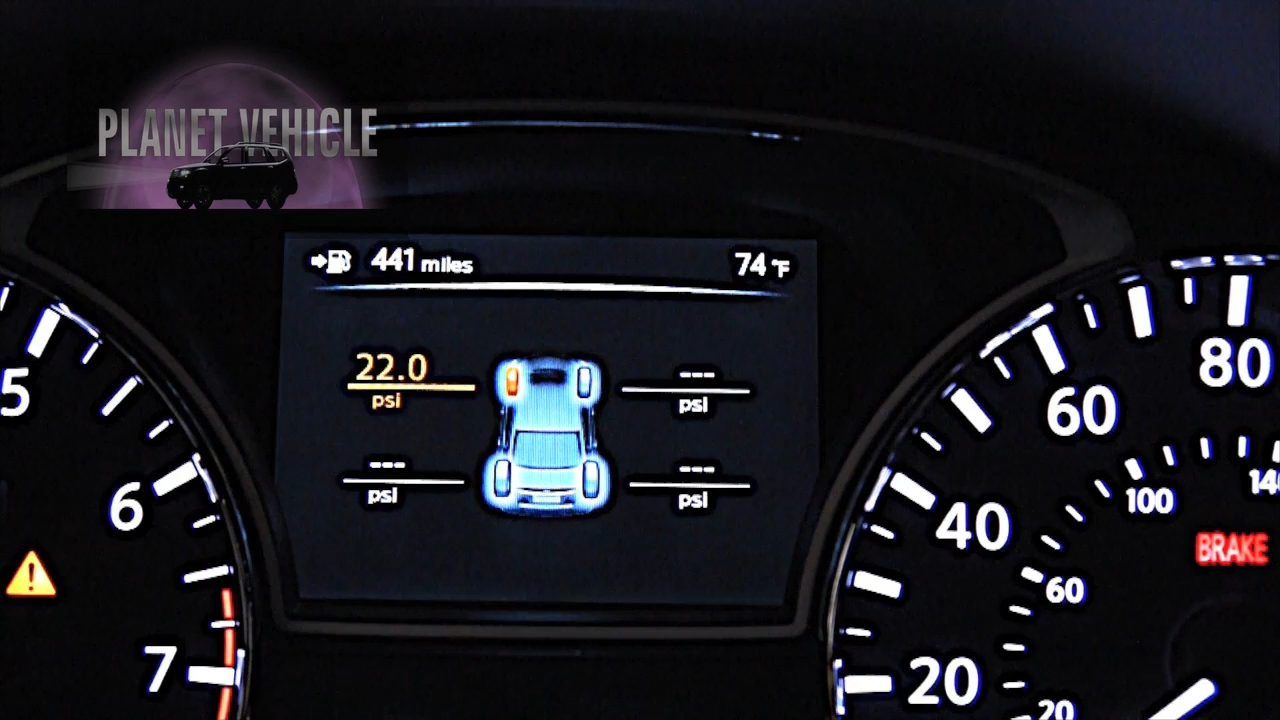 PLANET VEHICLE
441 miles
74 °F
22.0
psi
---
psi
---
psi
---
psi
5
6
7
80
60
40
20
140
100
60
20
BRAKE